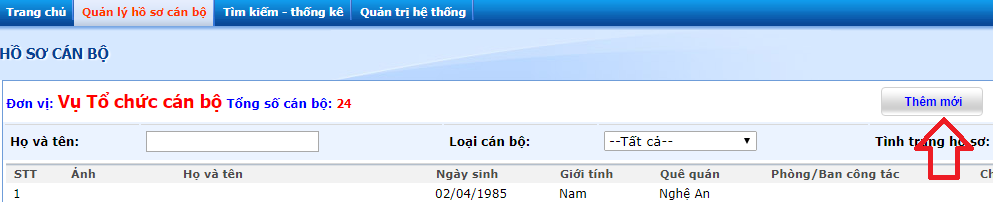 Trang chủ Quản lý hồ sơ cán bộ Tìm kiếm - thống kê Quản trị hệ thống
HỒ SƠ CÁN BỘ
Đơn vị: Vụ Tổ chức cán bộ Tổng số cán bộ: 24 Thêm mới
Họ và tên: Loại cán bộ: --Tất cả-- Tình trạng hồ sơ:
STT Ảnh Họ và tên Ngày sinh Giới tính Quê quán Phòng/Ban công tác
1 02/04/1985 Nam Nghệ An